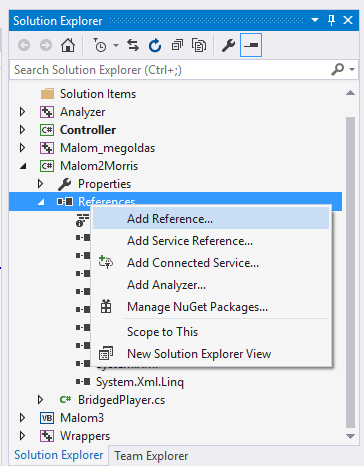 Solution Explorer
Search Solution Explorer (Ctrl+;)
Solution Items
Analyzer
C# Controller
Malom_megoldas
C# Malom2Morris
Properties
References
Add Reference...
Add Service Reference...
Add Connected Service...
Add Analyzer...
Manage NuGet Packages...
Scope to This
New Solution Explorer View
System.Xml.Linq
C# BridgedPlayer.cs
VB Malom3
Wrappers
Solution Explorer Team Explorer